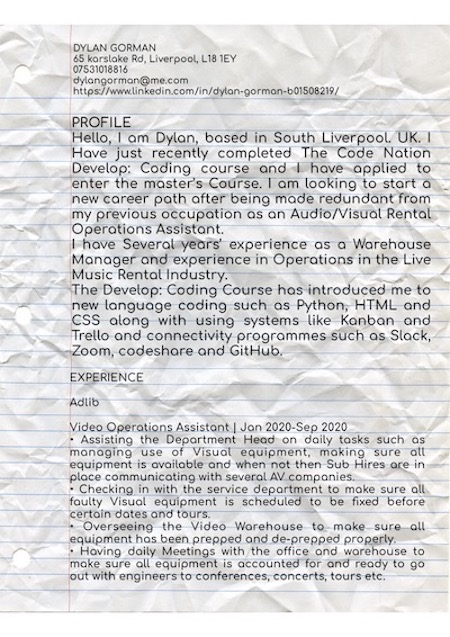 DYLAN GORMAN
65 karslake Rd, Liverpool, L18 1EY
07531018816
dylangorman@me.com
https://www.linkedin.com/in/dylan-gorman-b01508219/
PROFILE
Hello, I am Dylan, based in South Liverpool. UK. I
Have just recently completed The Code Nation
Develop: Coding course and I have applied to
enter the master's Course. I am looking to start a
new career path after being made redundant from
my previous occupation as an Audio/Visual Rental
Operations Assistant.
I have Several years' experience as a Warehouse
Manager and experience in Operations in the Live
Music Rental Industry.
The Develop: Coding Course has introduced me to
new language coding such as Python, HTML and
CSS along with using systems like Kanban and
Trello and connectivity programmes such as Slack,
Zoom, codeshare and GitHub.
EXPERIENCE
Adlib
Video Operations Assistant | Jan 2020-Sep 2020
• Assisting the Department Head on daily tasks such as
managing use of Visual equipment, making sure all
equipment is available and when not then Sub Hires are in
place communicating with several AV companies.
• Checking in with the service department to make sure all
faulty Visual equipment is scheduled to be fixed before
certain dates and tours.
• Overseeing the Video Warehouse to make sure all
equipment has been prepped and de-prepped properly.
• Having daily Meetings with the office and warehouse to
make sure all equipment is accounted for and ready to go
out with engineers to conferences, concerts, tours etc.